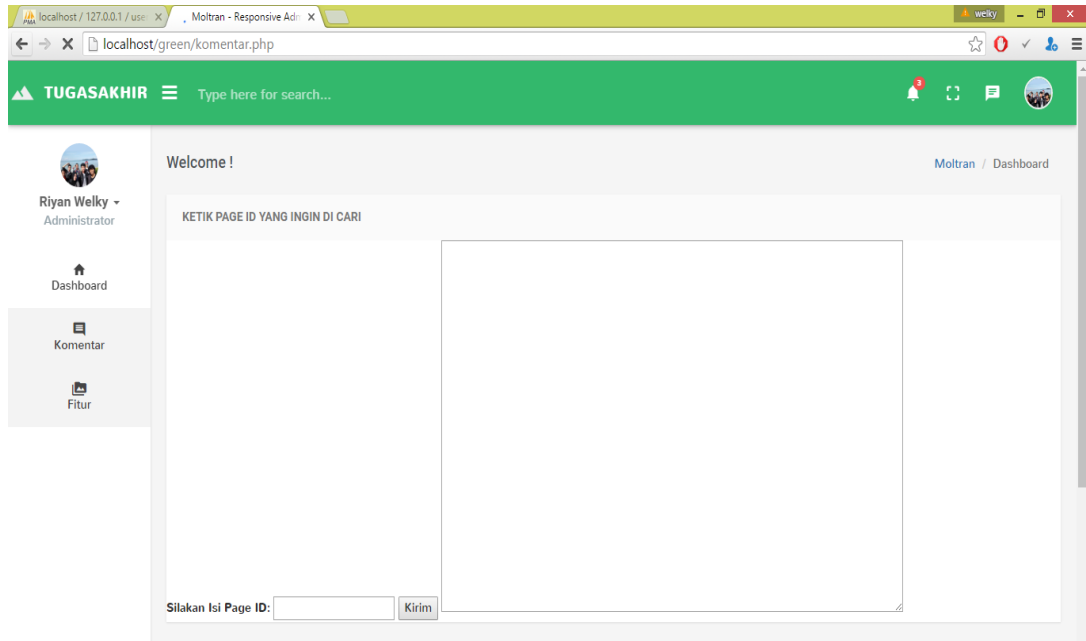 localhost / 127.0.0.1 / use
Moltran - Responsive Adm
welky
localhost/green/komentar.php
TUGASAKHIR
Type here for search...
3
Riyan Welky
Administrator
Dashboard
Komentar
Fitur
Welcome !
Moltran / Dashboard
KETIK PAGE ID YANG INGIN DI CARI
Silakan Isi Page ID:
Kirim